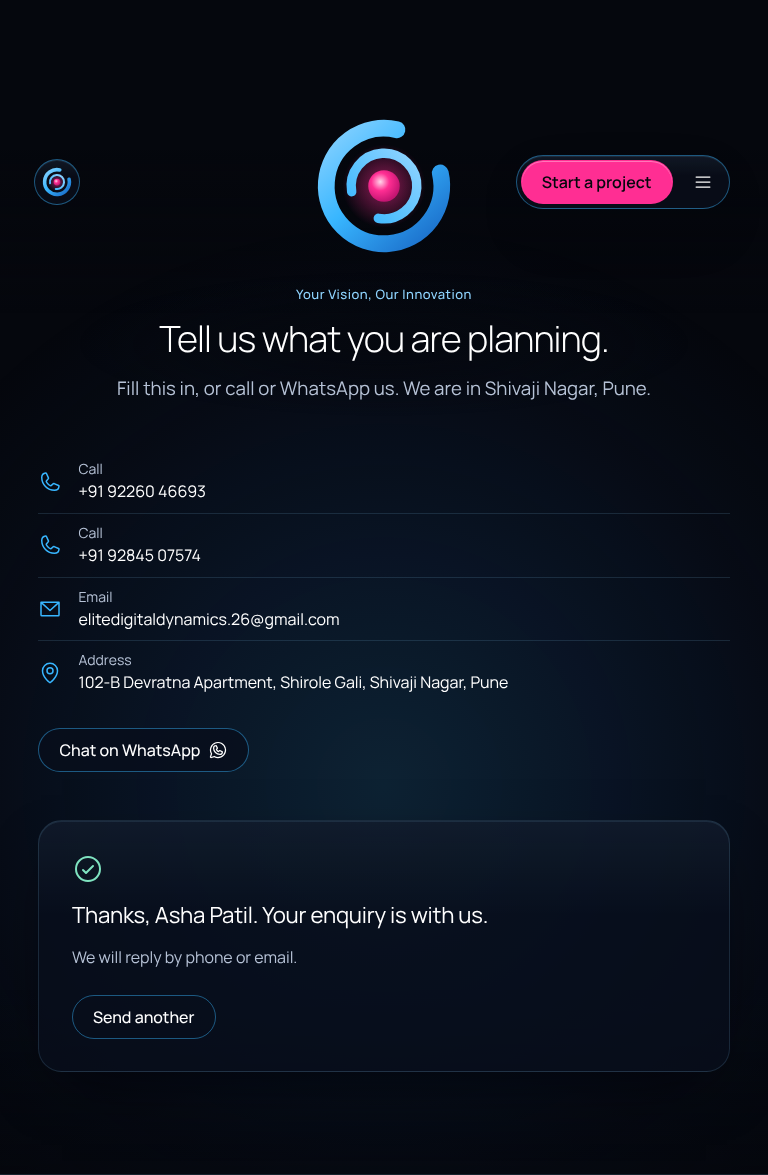 Start a project
Your Vision, Our Innovation
Tell us what you are planning.
Fill this in, or call or WhatsApp us. We are in Shivaji Nagar, Pune.
Call
+91 92260 46693
Call
+91 92845 07574
Email
elitedigitaldynamics.26@gmail.com
Address
102-B Devratna Apartment, Shirole Gali, Shivaji Nagar, Pune
Chat on WhatsApp
Thanks, Asha Patil. Your enquiry is with us.
We will reply by phone or email.
Send another